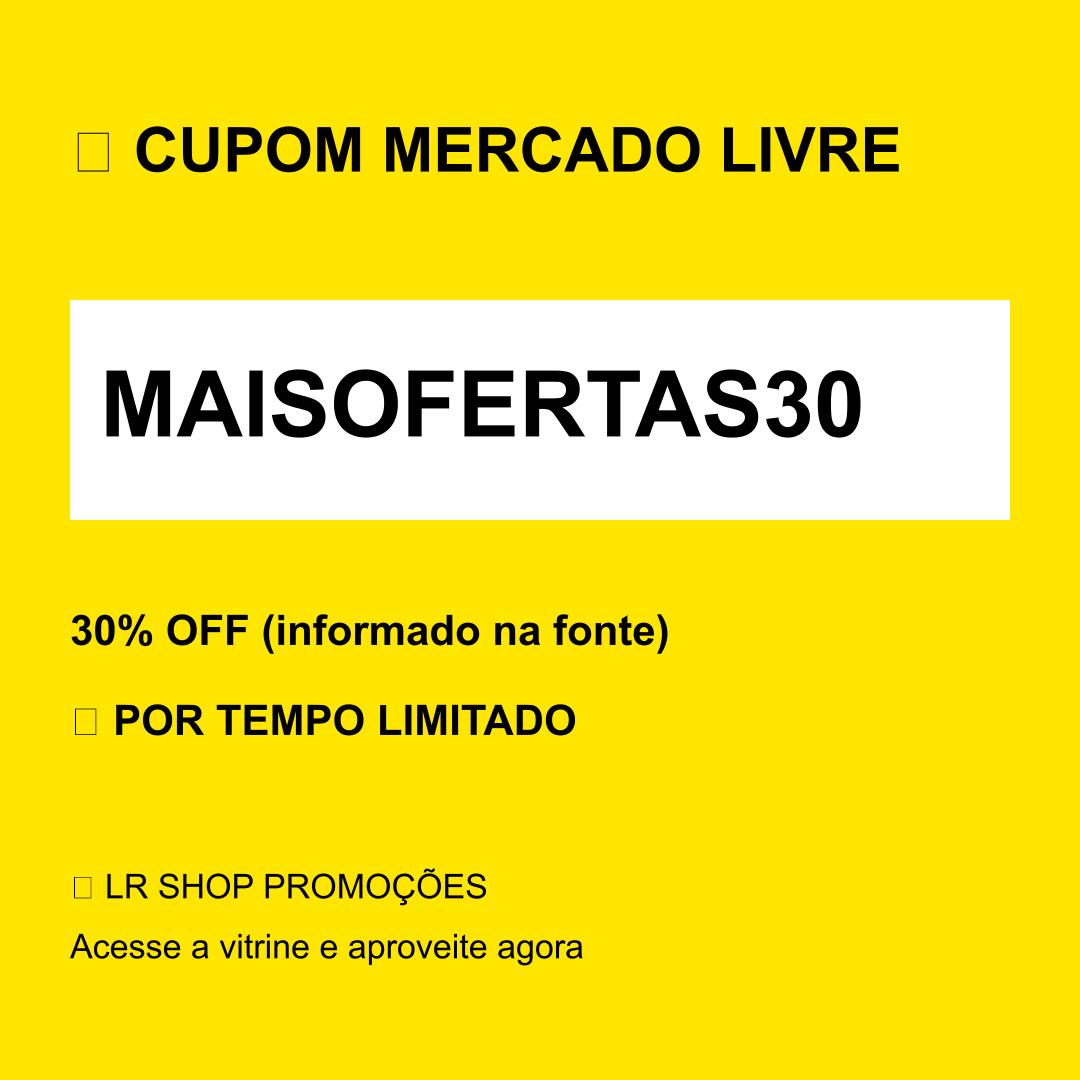 □ CUPOM MERCADO LIVRE
MAISOFERTAS30
30% OFF (informado na fonte)
□ POR TEMPO LIMITADO
□ LR SHOP PROMOÇÕES
Acesse a vitrine e aproveite agora